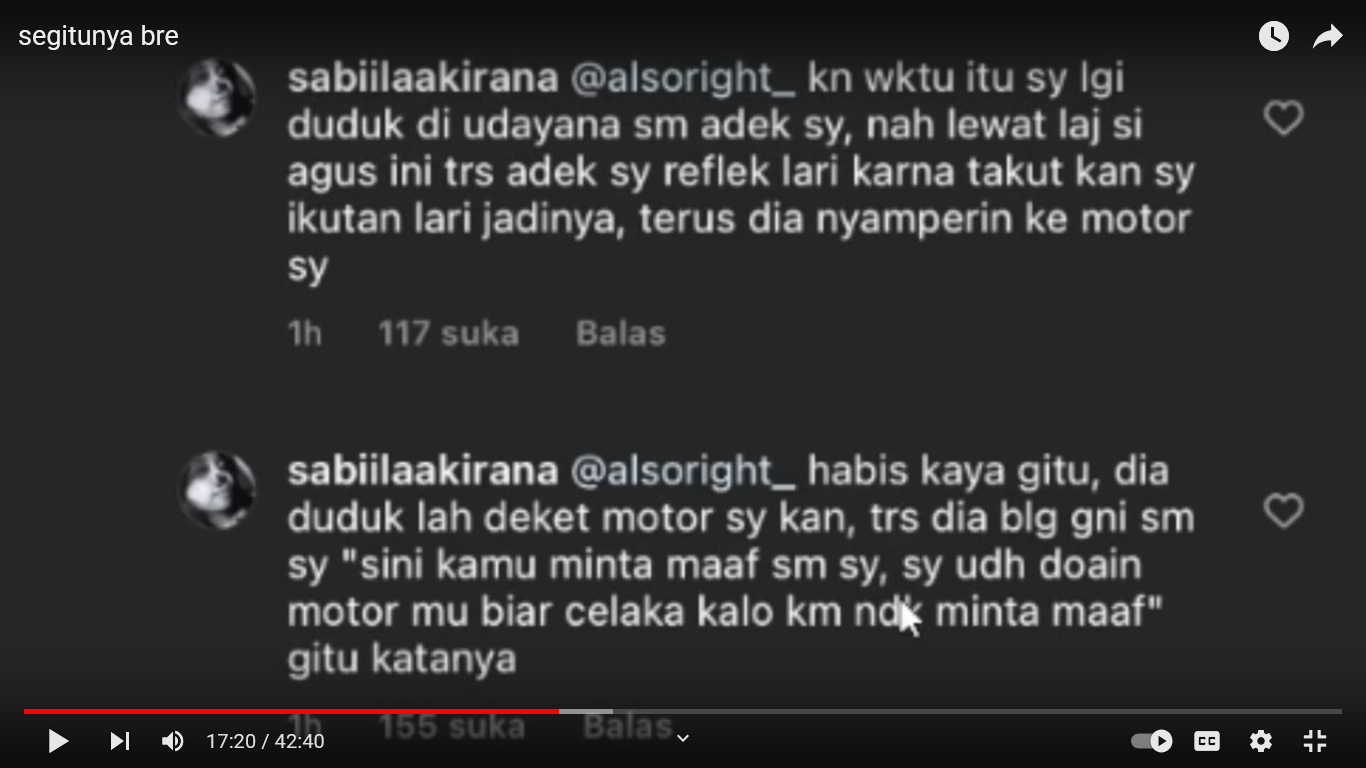 segitunya bre
sabiilaakirana @alsoright_ kn wktu itu sy lgi
duduk di udayana sm adek sy, nah lewat laj si
agus ini trs adek sy reflek lari karna takut kan sy
ikutan lari jadinya, terus dia nyamperin ke motor
sy
1h 117 suka Balas
sabiilaakirana @alsoright_ habis kaya gitu, dia
duduk lah deket motor sy kan, trs dia blg gni sm
sy "sini kamu minta maaf sm sy, sy udh doain
motor mu biar celaka kalo km ndk minta maaf"
gitu katanya
1h 155 suka Balas
17:20 / 42:40
CC